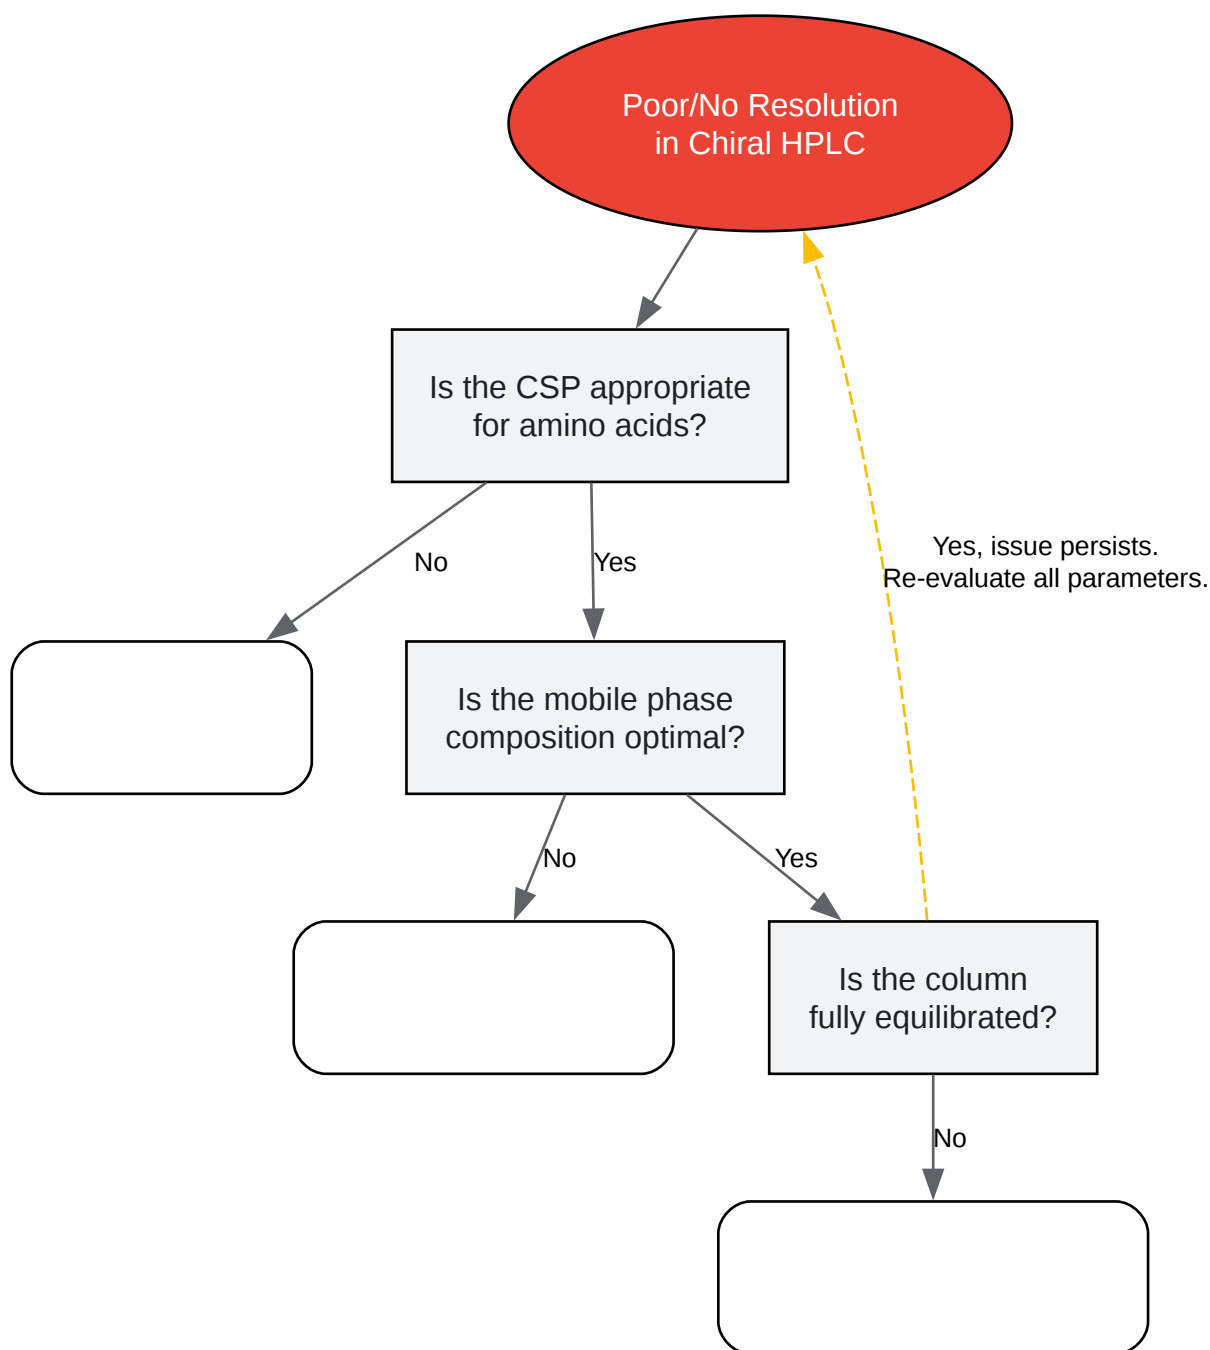 Poor/No Resolution
in Chiral HPLC
Is the CSP appropriate
for amino acids?
Yes, issue persists.
Re-evaluate all parameters.
No
Yes
Is the mobile phase
composition optimal?
No
Yes
Is the column
fully equilibrated?
No